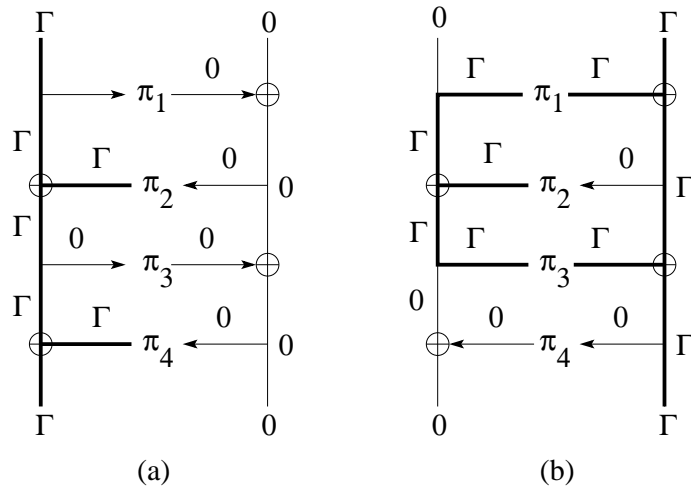 Γ 0 0 Γ
0 Γ Γ
π1 π1
Γ Γ
Γ 0 Γ 0
π2 0 π2 Γ
Γ Γ
0 0 Γ Γ
π3 π3
Γ 0
Γ 0 0 0
π4 0 π4 Γ
Γ 0 0 Γ
(a) (b)